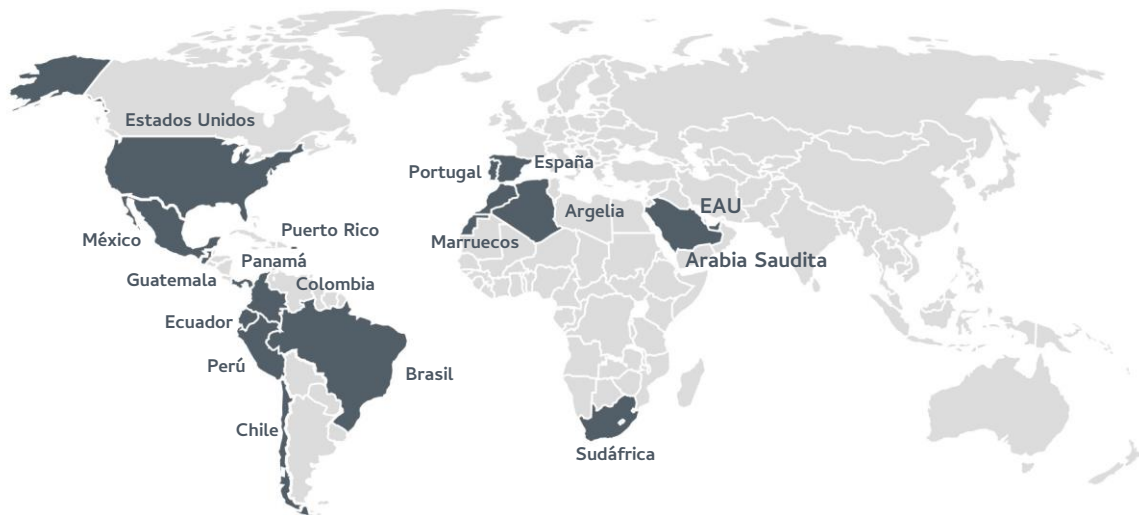 Estados Unidos
España
Portugal
EAU
Argelia
México
Puerto Rico
Marruecos
Panamá
Arabia Saudita
Guatemala
Colombia
Ecuador
Perú
Brasil
Chile
Sudáfrica